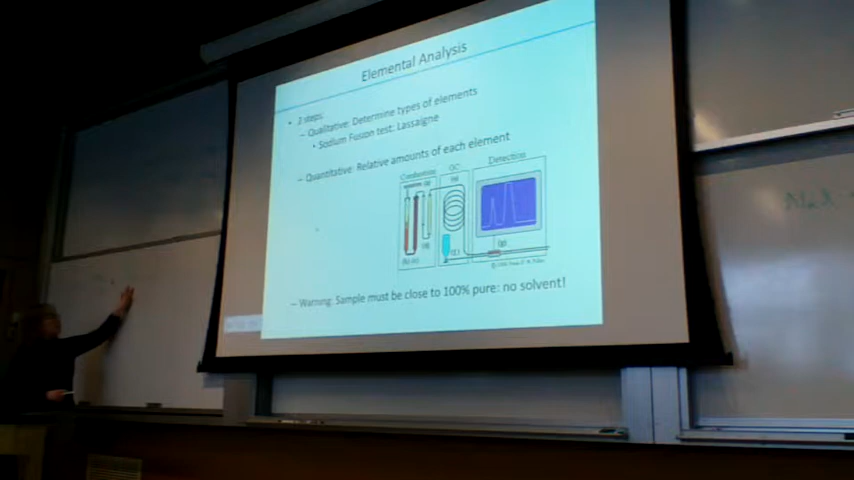 Elemental Analysis
• 2 steps:
– Qualitative: Determine types of elements
• Sodium Fusion test: Lassaigne
– Quantitative: Relative amounts of each element
Combustion GC Detection
– Warning: Sample must be close to 100% pure: no solvent!